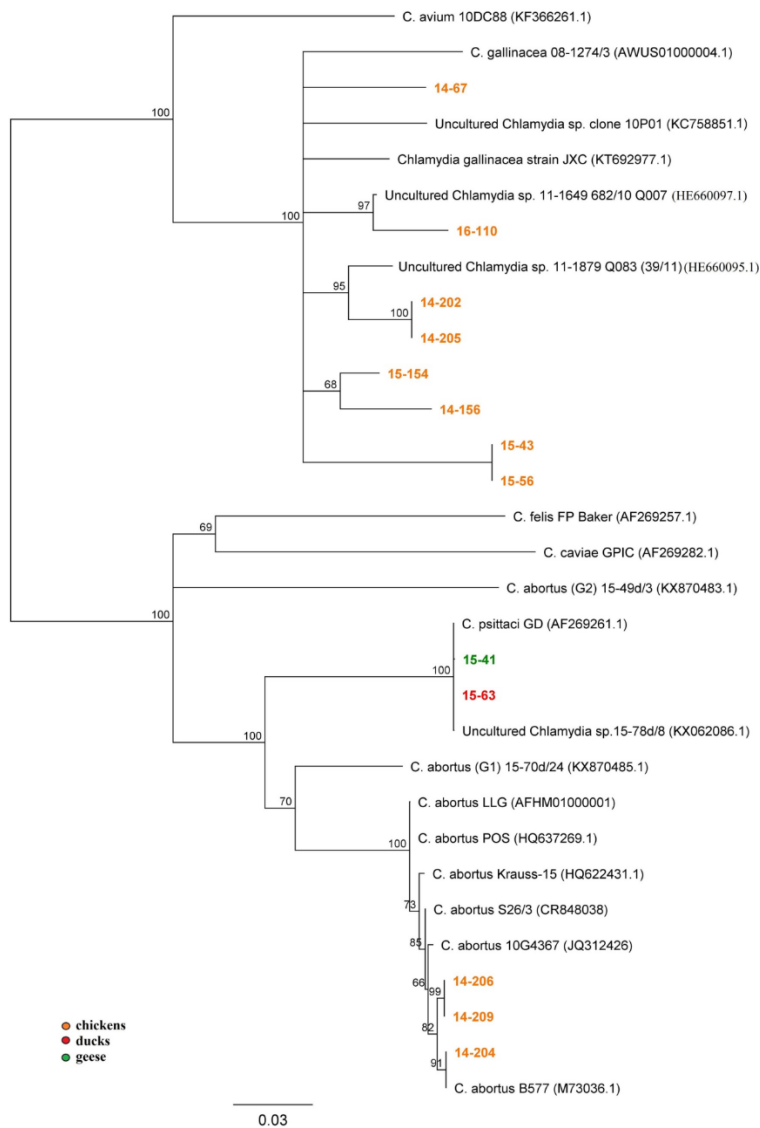 C. avium 10DC88 (KF366261.1)
C. gallinacea 08-1274/3 (AWUS01000004.1)
14-67
100
Uncultured Chlamydia sp. clone 10P01 (KC758851.1)
Chlamydia gallinacea strain JXC (KT692977.1)
Uncultured Chlamydia sp. 11-1649 682/10 Q007 (HE660097.1)
97
100
16-110
Uncultured Chlamydia sp. 11-1879 Q083 (39/11) (HE660095.1)
95
14-202
100
14-205
15-154
68
14-156
15-43
15-56
C. felis FP Baker (AF269257.1)
69
C. caviae GPIC (AF269282.1)
C. abortus (G2) 15-49d/3 (KX870483.1)
100
C. psittaci GD (AF269261.1)
15-41
100
15-63
Uncultured Chlamydia sp.15-78d/8 (KX062086.1)
100
C. abortus (G1) 15-70d/24 (KX870485.1)
70
C. abortus LLG (AFHM01000001)
C. abortus POS (HQ637269.1)
100
C. abortus Krauss-15 (HQ622431.1)
73
C. abortus S26/3 (CR848038)
85
C. abortus 10G4367 (JQ312426)
66
14-206
99
14-209
82
14-204
91
C. abortus B577 (M73036.1)
chickens
ducks
geese
0.03